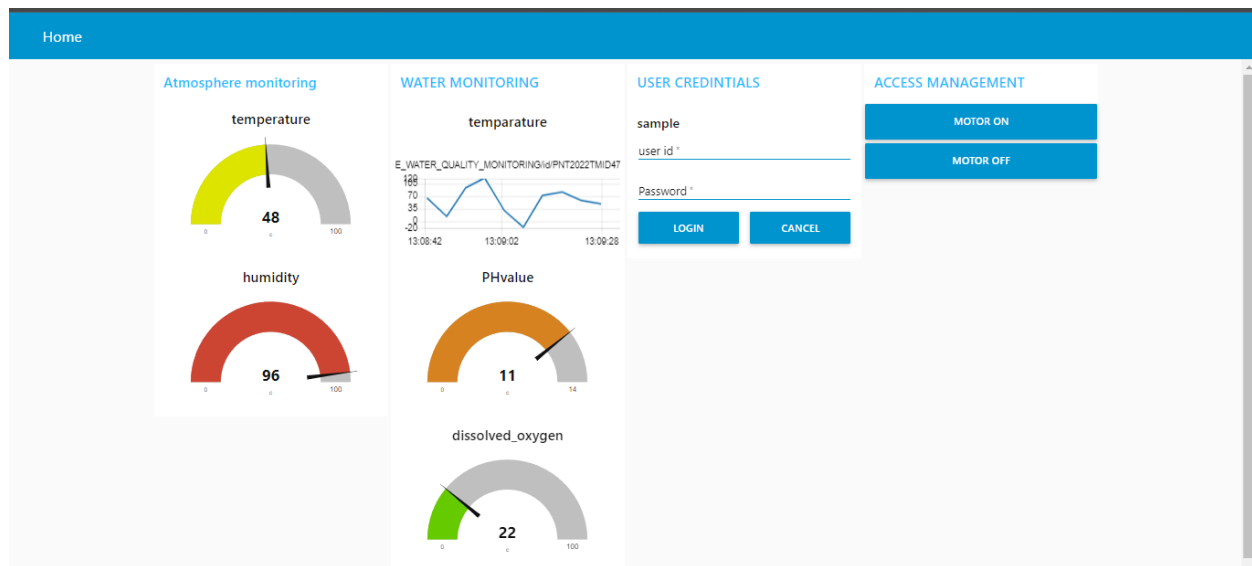 Home
Atmosphere monitoring
temperature
48
0
c
100
humidity
96
0
c
100
WATER MONITORING
temparature
E_WATER_QUALITY_MONITORING/id/PNT2022TMID47
120
105
70
35
0
-20
13:08:42 13:09:02 13:09:28
PHvalue
11
0
c
14
dissolved_oxygen
22
0
c
100
USER CREDINTIALS
sample
user id *
Password *
LOGIN CANCEL
ACCESS MANAGEMENT
MOTOR ON
MOTOR OFF